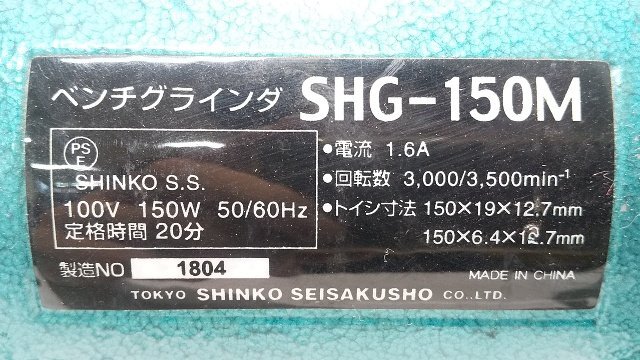 ベンチグラインダ SHG-150M
PS
E
SHINKO S.S.
100V 150W 50/60Hz
定格時間 20分
•電流 1.6A
•回転数 3,000/3,500min-1
•トイシ寸法 150×19×12.7mm
150×6.4×12.7mm
製造NO 1804
MADE IN CHINA
TOKYO SHINKO SEISAKUSHO CO.,LTD.